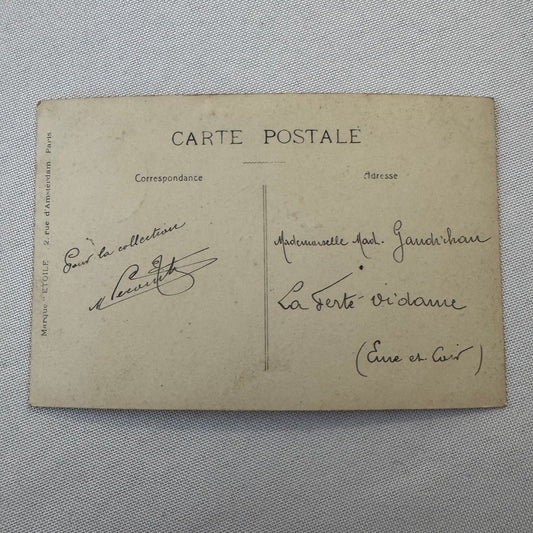 CARTE POSTALE
Correspondance
Adresse
Marque "ETOILE 2, rue d'Amsterdam Paris
Pour la collection
M
Mademoiselle Mad. Gaudichau
La Ferté-Vidame
(Eure et Loir)